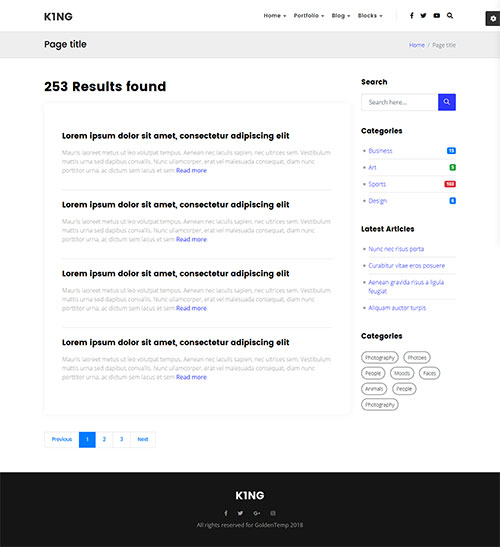 K1NG
Home Portfolio Blog Blocks
Page title
Home / Page title
253 Results found
Lorem ipsum dolor sit amet, consectetur adipiscing elit
Mauris laoreet metus ut leo volutpat tempus. Aenean nec iaculis sapien, nec ultrices sem. Vestibulum
mattis urna sed dapibus convallis. Nunc ullamcorper, erat vel malesuada consequat, diam nunc
porttitor urna, ac dictum sem lacus et sem Read more.
Lorem ipsum dolor sit amet, consectetur adipiscing elit
Mauris laoreet metus ut leo volutpat tempus. Aenean nec iaculis sapien, nec ultrices sem. Vestibulum
mattis urna sed dapibus convallis. Nunc ullamcorper, erat vel malesuada consequat, diam nunc
porttitor urna, ac dictum sem lacus et sem Read more.
Lorem ipsum dolor sit amet, consectetur adipiscing elit
Mauris laoreet metus ut leo volutpat tempus. Aenean nec iaculis sapien, nec ultrices sem. Vestibulum
mattis urna sed dapibus convallis. Nunc ullamcorper, erat vel malesuada consequat, diam nunc
porttitor urna, ac dictum sem lacus et sem Read more.
Lorem ipsum dolor sit amet, consectetur adipiscing elit
Mauris laoreet metus ut leo volutpat tempus. Aenean nec iaculis sapien, nec ultrices sem. Vestibulum
mattis urna sed dapibus convallis. Nunc ullamcorper, erat vel malesuada consequat, diam nunc
porttitor urna, ac dictum sem lacus et sem Read more.
Previous 1 2 3 Next
Search
Search here...
Categories
Business 15
Art 5
Sports
Design
Latest Articles
Nunc nec risus porta
Curabitur vitae eros posuere
Aenean gravida risus a ligula
feugiat
Aliquam auctor turpis
Categories
Photography Photoes
People Moods Faces
Animals People
Photography
K1NG
All rights reserved for GoldenTemp 2018